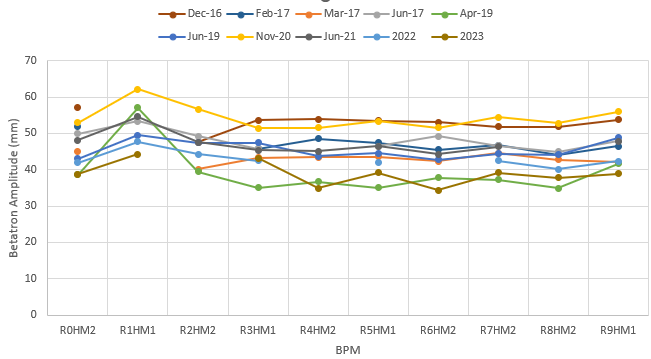 Dec-16 Feb-17 Mar-17 Jun-17 Apr-19
Jun-19 Nov-20 Jun-21 2022 2023
70
60
50
40
30
20
10
0
Betatron Amplitude (mm)
R0HM2 R1HM1 R2HM2 R3HM1 R4HM2 R5HM1 R6HM2 R7HM2 R8HM2 R9HM1
BPM